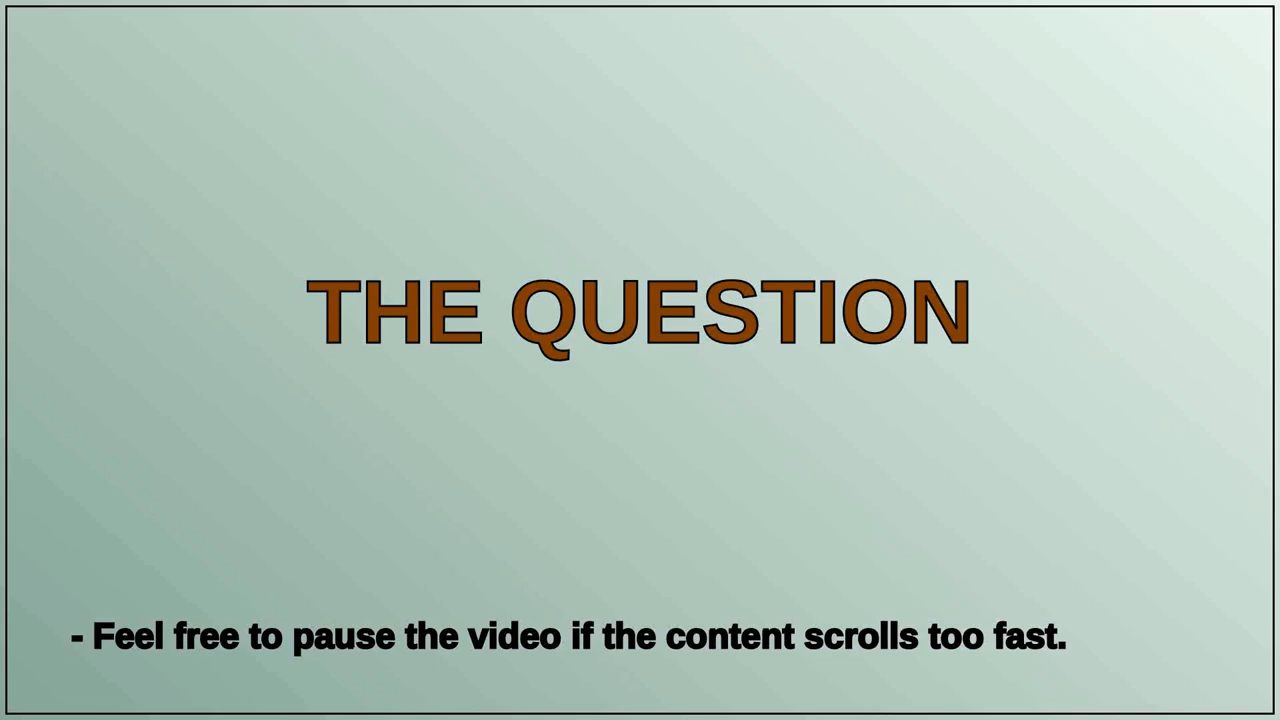 THE QUESTION
- Feel free to pause the video if the content scrolls too fast.